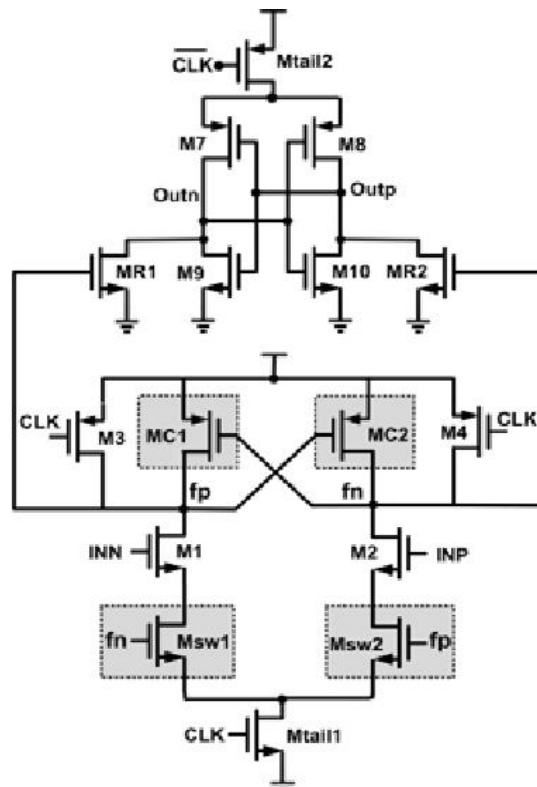 CLK
Mtail2
M7
M8
Outn
Outp
MR1
M9
M10
MR2
CLK
M3
MC1
MC2
M4
CLK
fp
fn
INN
M1
M2
INP
fn
Msw1
Msw2
fp
CLK
Mtail1